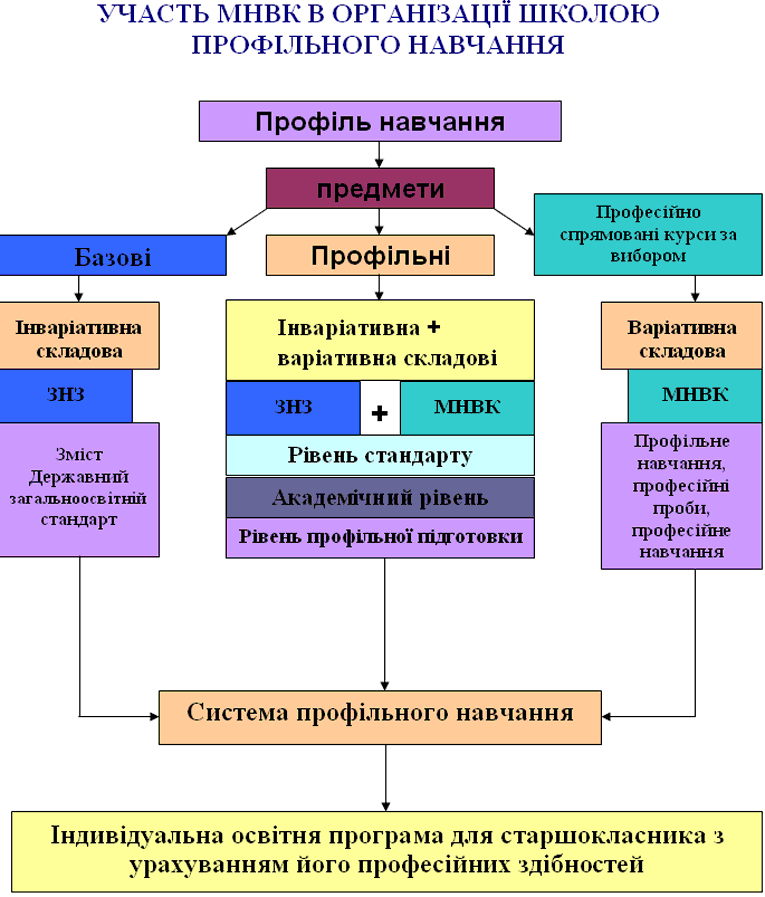 УЧАСТЬ МНВК В ОРГАНІЗАЦІЇ ШКОЛОЮ
ПРОФІЛЬНОГО НАВЧАННЯ
Профіль навчання
предмети
Базові
Профільні
Професійно
спрямовані курси за
вибором
Інваріативна
складова
Інваріативна +
варіативна складові
Варіативна
складова
ЗНЗ
ЗНЗ
+
МНВК
МНВК
Зміст
Державний
загальноосвітній
стандарт
Рівень стандарту
Академічний рівень
Рівень профільної підготовки
Профільне
навчання,
професійні
проби,
професійне
навчання
Система профільного навчання
Індивідуальна освітня програма для старшокласника з
урахуванням його професійних здібностей